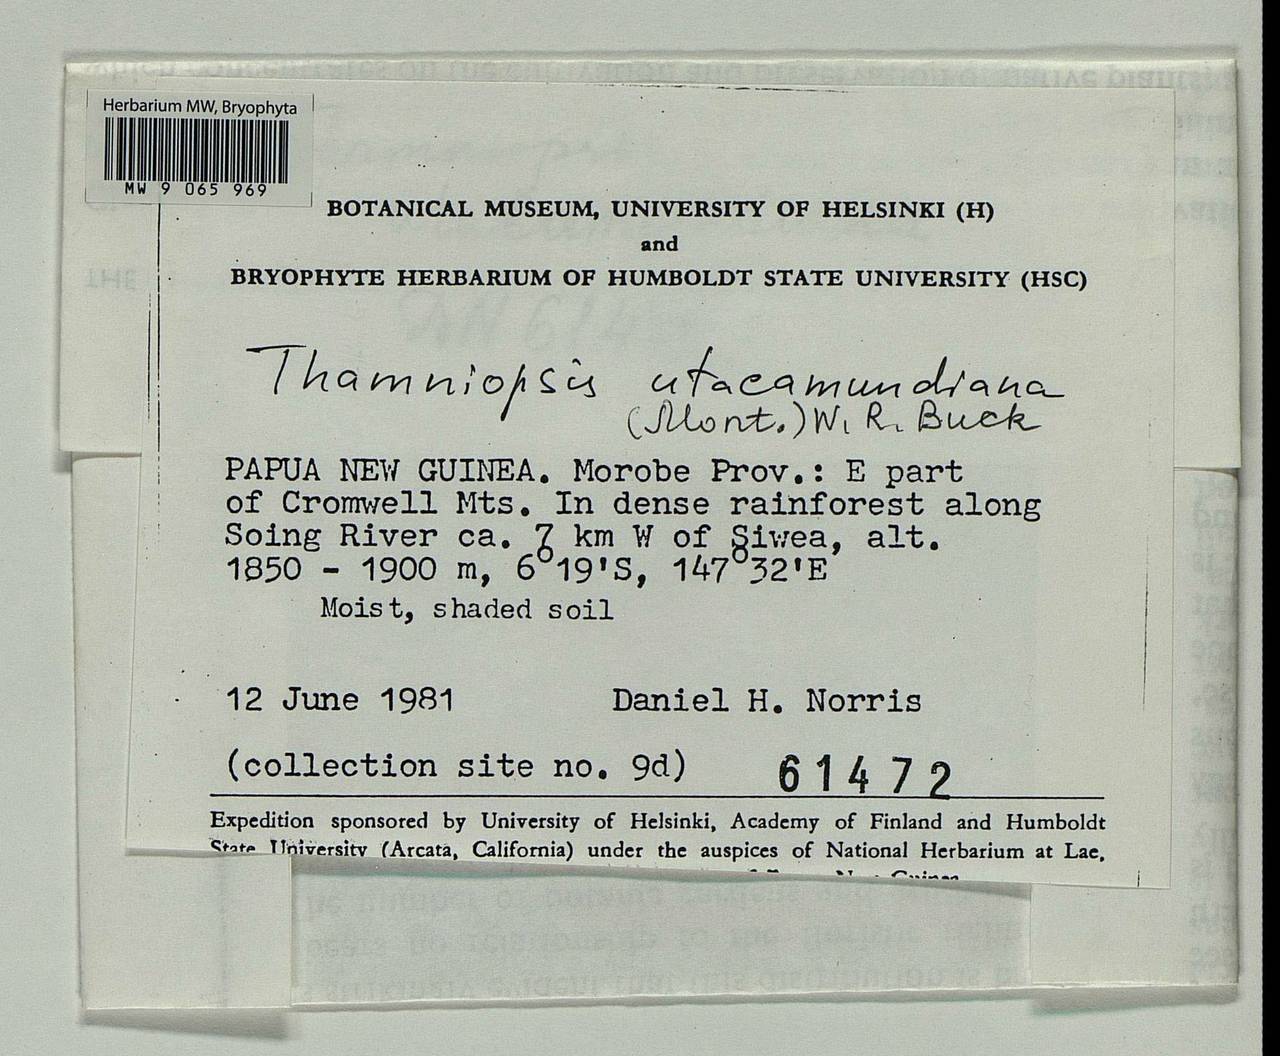 Herbarium MW, Bryophyta
MW 9 065 969
BOTANICAL MUSEUM, UNIVERSITY OF HELSINKI (H)
and
BRYOPHYTE HERBARIUM OF HUMBOLDT STATE UNIVERSITY (HSC)
Thamniopsis utacamundiana
(Mont.) W. R. Buck
PAPUA NEW GUINEA. Morobe Prov.: E part
of Cromwell Mts. In dense rainforest along
Soing River ca. 7 km W of Siwea, alt.
1850 - 1900 m, 6°19'S, 147°32'E
Moist, shaded soil
12 June 1981 Daniel H. Norris
(collection site no. 9d) 61472
Expedition sponsored by University of Helsinki, Academy of Finland and Humboldt
State University (Arcata, California) under the auspices of National Herbarium at Lae,
New Guinea